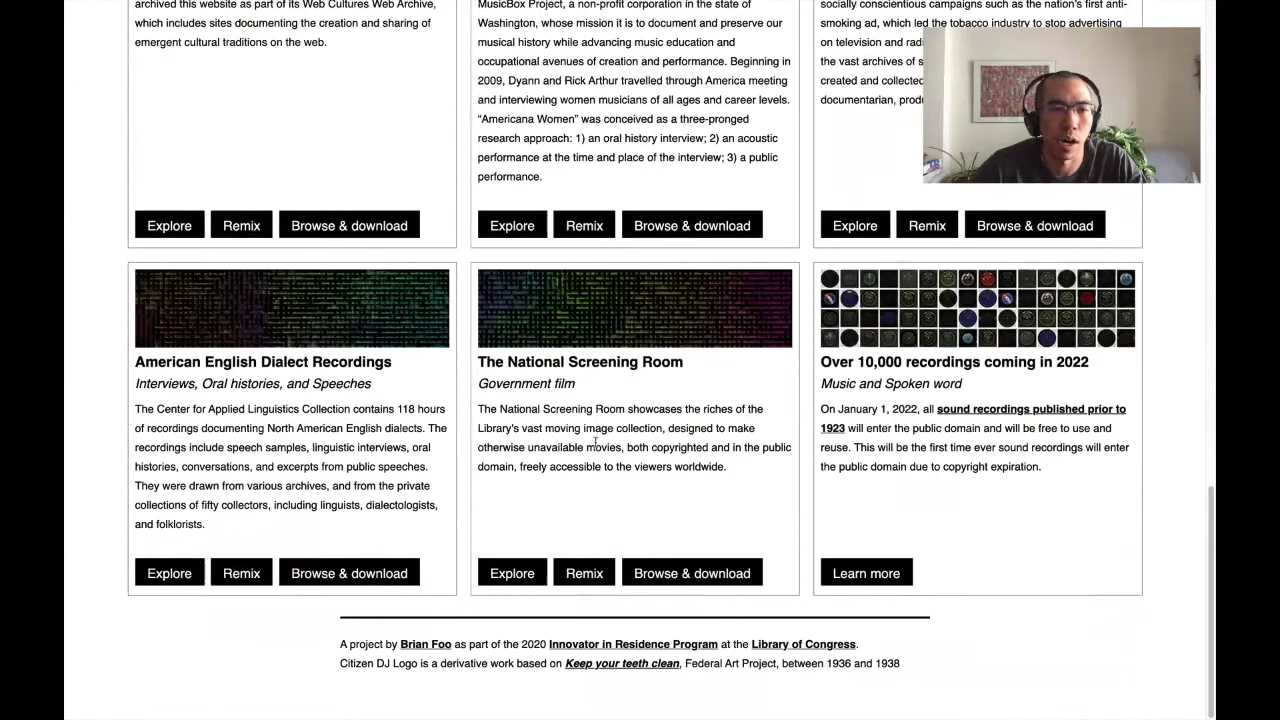 archived this website as part of its Web Cultures Web Archive,
which includes sites documenting the creation and sharing of
emergent cultural traditions on the web.
Explore Remix Browse & download
MusicBox Project, a non-profit corporation in the state of
Washington, whose mission it is to document and preserve our
musical history while advancing music education and
occupational avenues of creation and performance. Beginning in
2009, Dyann and Rick Arthur travelled through America meeting
and interviewing women musicians of all ages and career levels.
“Americana Women” was conceived as a three-pronged
research approach: 1) an oral history interview; 2) an acoustic
performance at the time and place of the interview; 3) a public
performance.
Explore Remix Browse & download
socially conscientious campaigns such as the nation’s first anti-
smoking ad, which led the tobacco industry to stop advertising
on television and
the vast archives of
created and
documentarian,
Explore Remix Browse & download
American English Dialect Recordings
Interviews, Oral histories, and Speeches
The Center for Applied Linguistics Collection contains 118 hours
of recordings documenting North American English dialects. The
recordings include speech samples, linguistic interviews, oral
histories, conversations, and excerpts from public speeches.
They were drawn from various archives, and from the private
collections of fifty collectors, including linguists, dialectologists,
and folklorists.
Explore Remix Browse & download
The National Screening Room
Government film
The National Screening Room showcases the riches of the
Library's vast moving image collection, designed to make
otherwise unavailable movies, both copyrighted and in the public
domain, freely accessible to the viewers worldwide.
Explore Remix Browse & download
Over 10,000 recordings coming in 2022
Music and Spoken word
On January 1, 2022, all sound recordings published prior to
1923 will enter the public domain and will be free to use and
reuse. This will be the first time ever sound recordings will enter
the public domain due to copyright expiration.
Learn more
A project by Brian Foo as part of the 2020 Innovator in Residence Program at the Library of Congress.
Citizen DJ Logo is a derivative work based on Keep your teeth clean, Federal Art Project, between 1936 and 1938